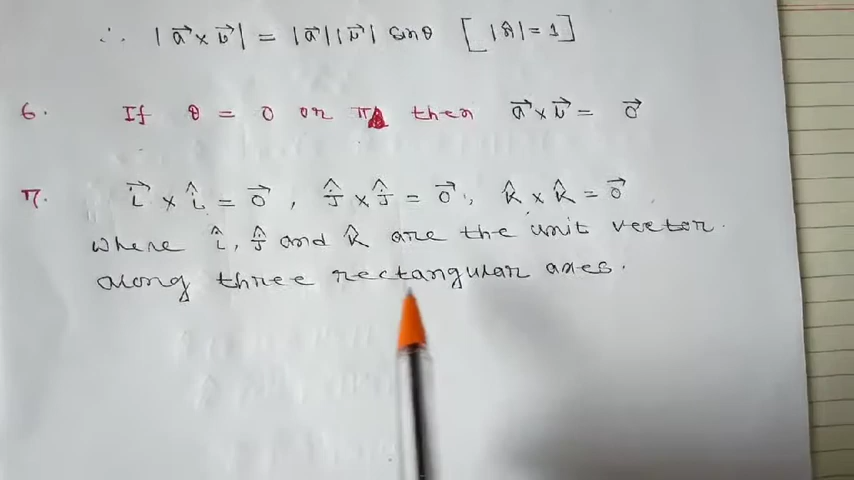 ∴ |a⃗ × b⃗| = |a⃗||b⃗| sinθ [|n̂| = 1]
6. If θ = 0 or π then a⃗ × b⃗ = 0⃗
7. i⃗ × î = 0⃗, ĵ × ĵ = 0⃗, k̂ × k̂ = 0⃗
where î, ĵ and k̂ are the unit vector
along three rectangular axes.